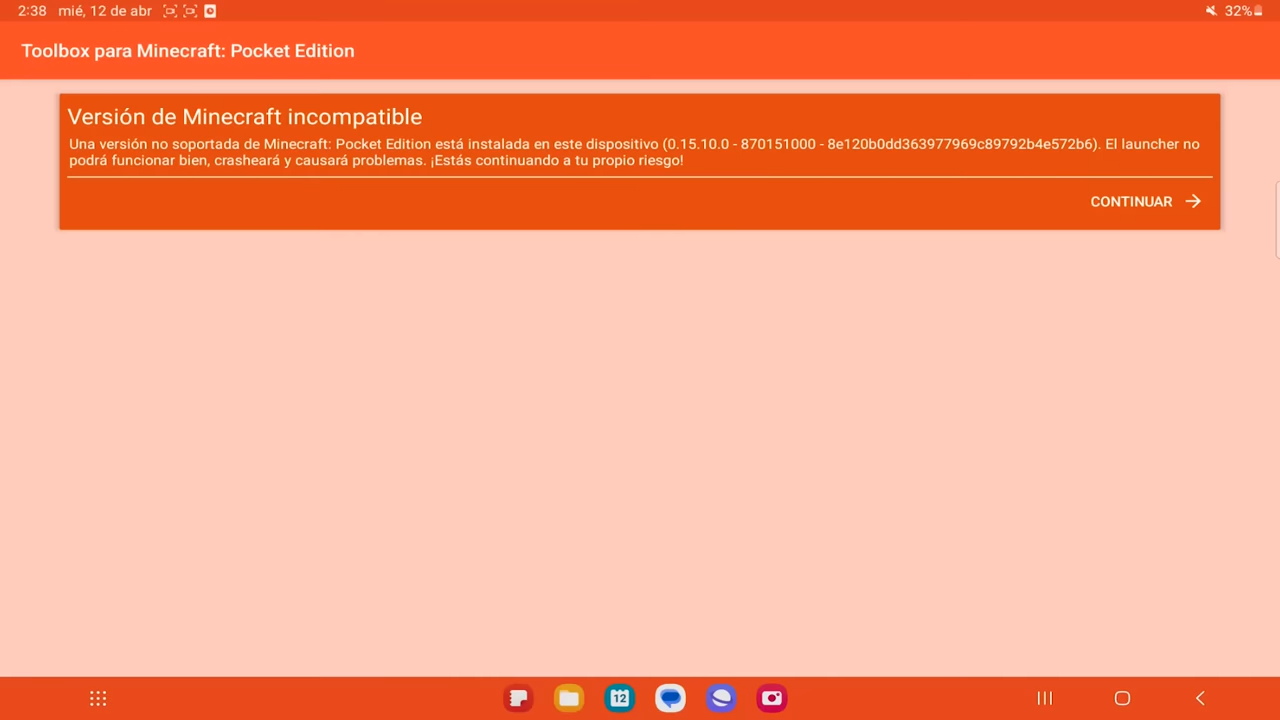 2:38 mié, 12 de abr 32%
Toolbox para Minecraft: Pocket Edition
Versión de Minecraft incompatible
Una versión no soportada de Minecraft: Pocket Edition está instalada en este dispositivo (0.15.10.0 - 870151000 - 8e120b0dd363977969c89792b4e572b6). El launcher no
podrá funcionar bien, crasheará y causará problemas. ¡Estás continuando a tu propio riesgo!
CONTINUAR
12